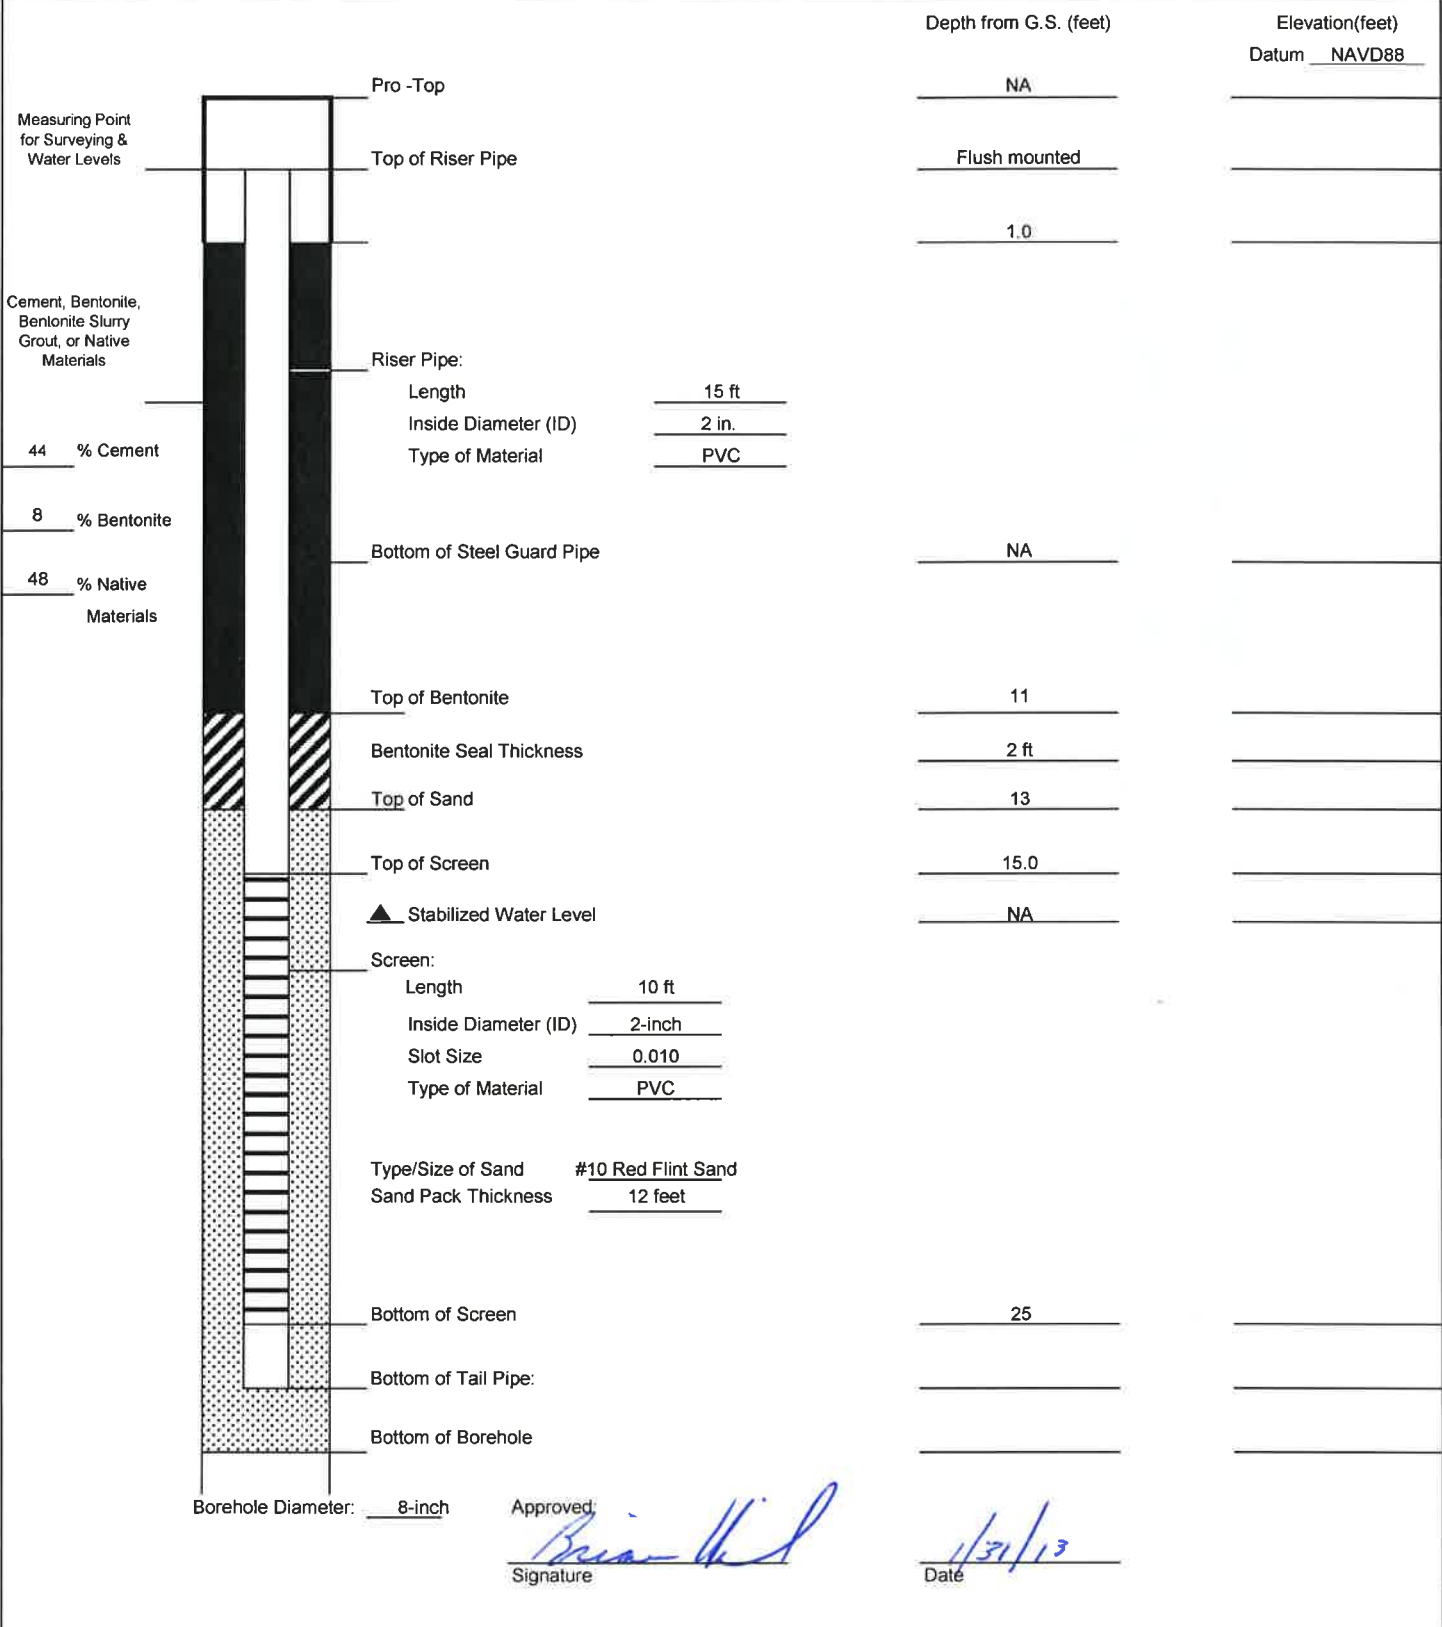 Depth from G.S. (feet) Elevation(feet)
Datum NAVD88
Pro -Top NA
Measuring Point
for Surveying &
Water Levels
Top of Riser Pipe Flush mounted
1.0
Cement, Bentonite,
Bentonite Slurry
Grout, or Native
Materials
Riser Pipe:
Length 15 ft
Inside Diameter (ID) 2 in.
Type of Material PVC
44 % Cement
8 % Bentonite
48 % Native
Materials
Bottom of Steel Guard Pipe NA
Top of Bentonite 11
Bentonite Seal Thickness 2 ft
Top of Sand 13
Top of Screen 15.0
Stabilized Water Level NA
Screen:
Length 10 ft
Inside Diameter (ID) 2-inch
Slot Size 0.010
Type of Material PVC
Type/Size of Sand #10 Red Flint Sand
Sand Pack Thickness 12 feet
Bottom of Screen 25
Bottom of Tail Pipe:
Bottom of Borehole
Borehole Diameter: 8-inch Approved:
Brian
1/31/13
Signature Date